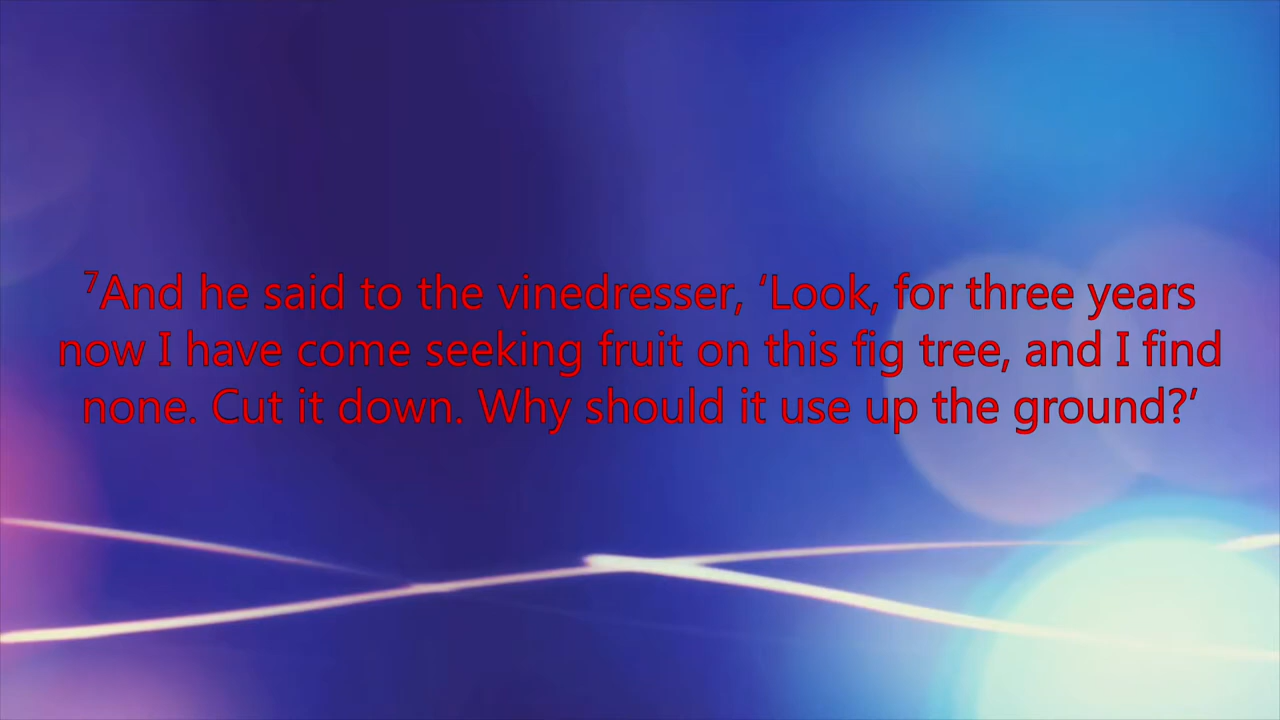 ⁷And he said to the vinedresser, ‘Look, for three years
now I have come seeking fruit on this fig tree, and I find
none. Cut it down. Why should it use up the ground?’